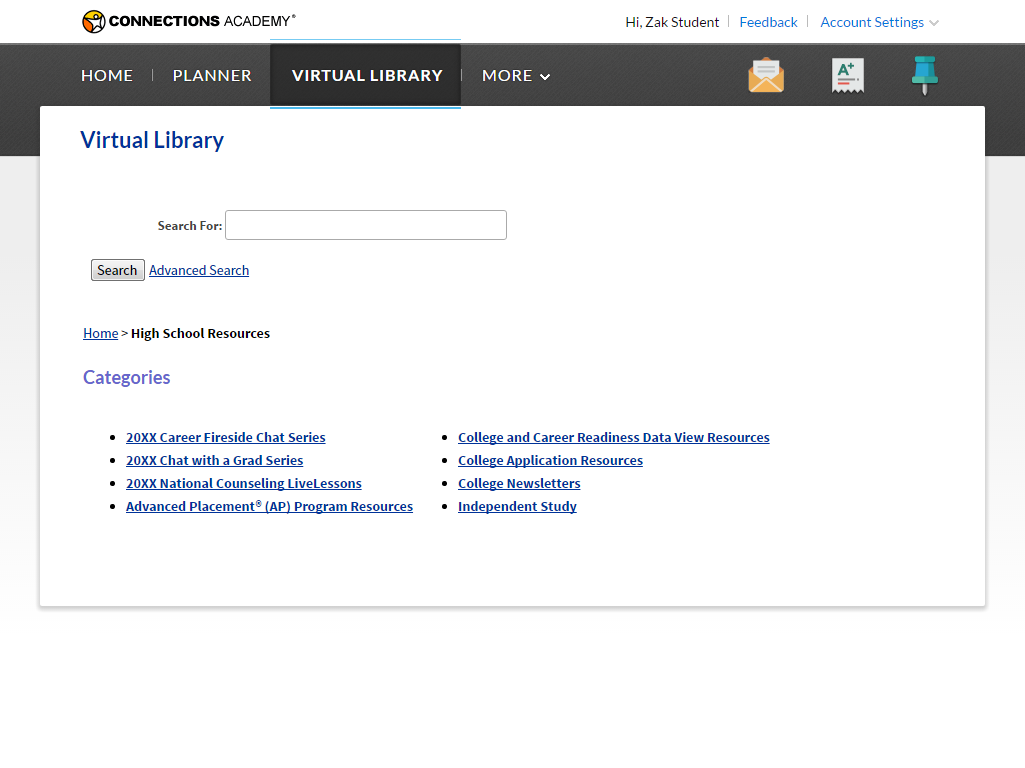 CONNECTIONS ACADEMY®
Hi, Zak Student Feedback Account Settings
HOME PLANNER VIRTUAL LIBRARY MORE
A+
Virtual Library
Search For:
Search Advanced Search
Home > High School Resources
Categories
20XX Career Fireside Chat Series
20XX Chat with a Grad Series
20XX National Counseling LiveLessons
Advanced Placement® (AP) Program Resources
College and Career Readiness Data View Resources
College Application Resources
College Newsletters
Independent Study